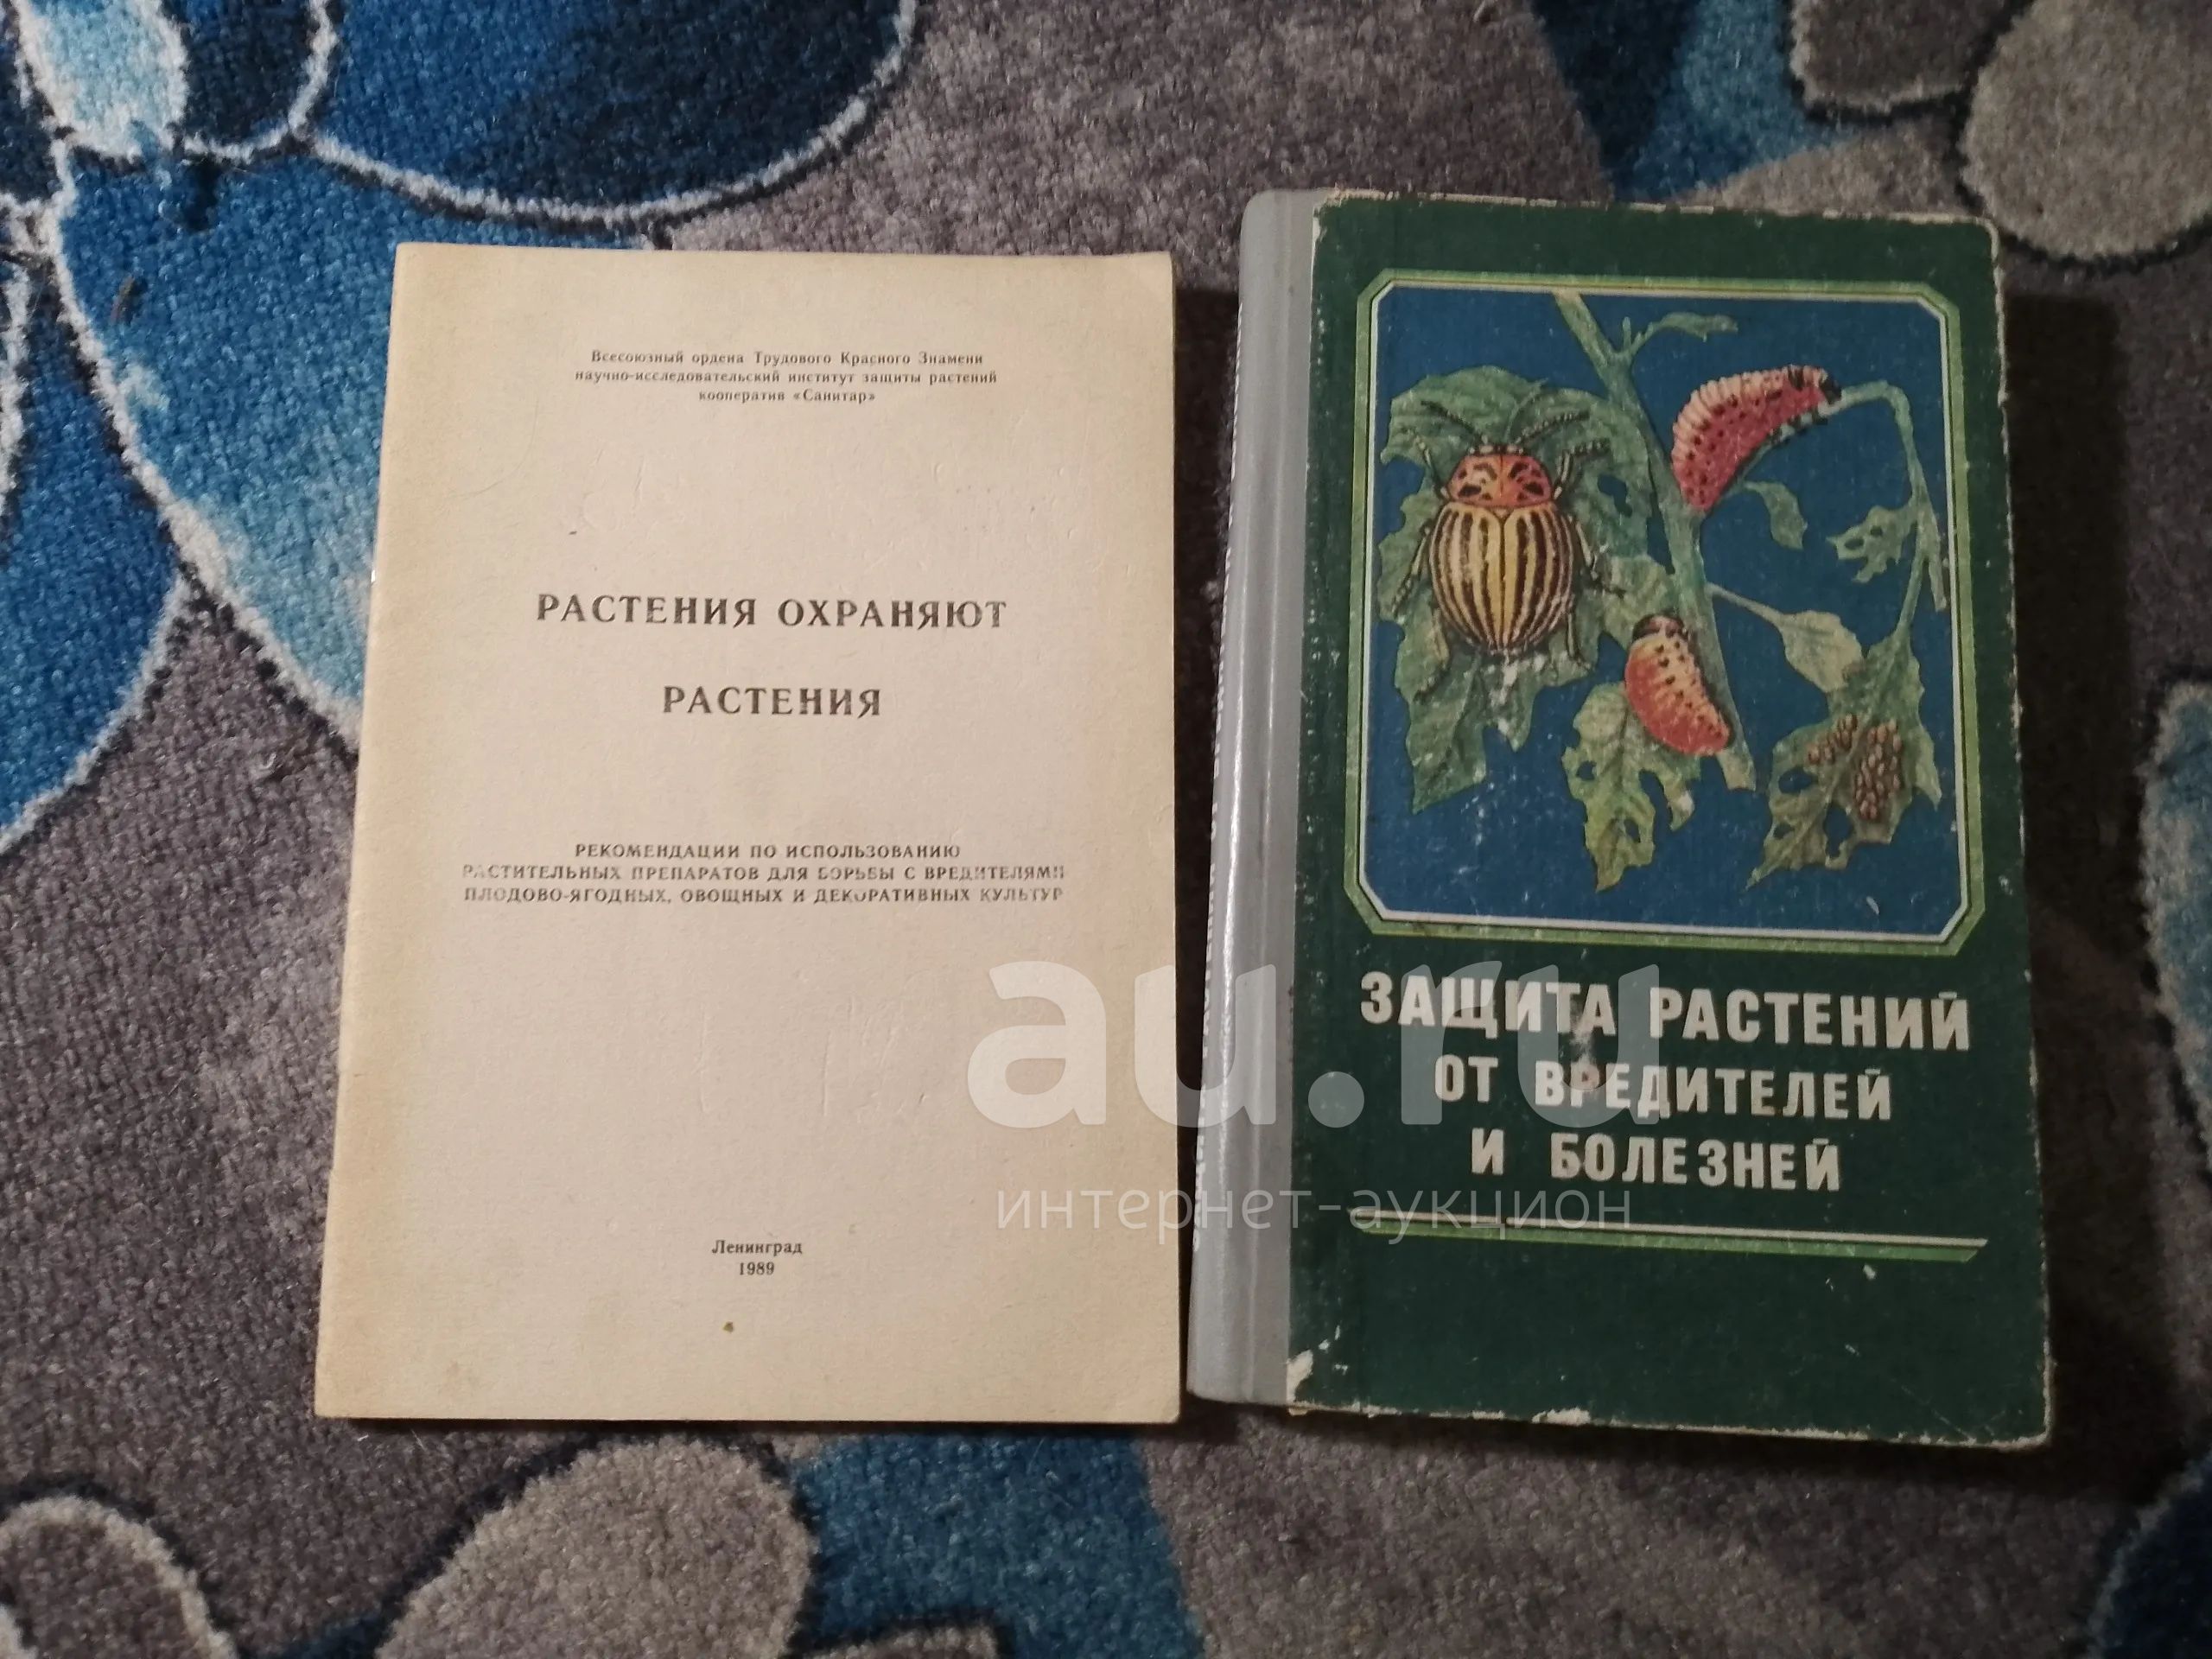 Всесоюзный ордена Трудового Красного Знамени
научно-исследовательский институт защиты растений
кооператив «Санитар»
РАСТЕНИЯ ОХРАНЯЮТ
РАСТЕНИЯ
РЕКОМЕНДАЦИИ ПО ИСПОЛЬЗОВАНИЮ
РАСТИТЕЛЬНЫХ ПРЕПАРАТОВ ДЛЯ БОРЬБЫ С ВРЕДИТЕЛЯМИ
ПЛОДОВО-ЯГОДНЫХ, ОВОЩНЫХ И ДЕКОРАТИВНЫХ КУЛЬТУР
Ленинград
1989
ЗАЩИТА РАСТЕНИЙ
ОТ ВРЕДИТЕЛЕЙ
И БОЛЕЗНЕЙ
au.ru
интернет-аукцион